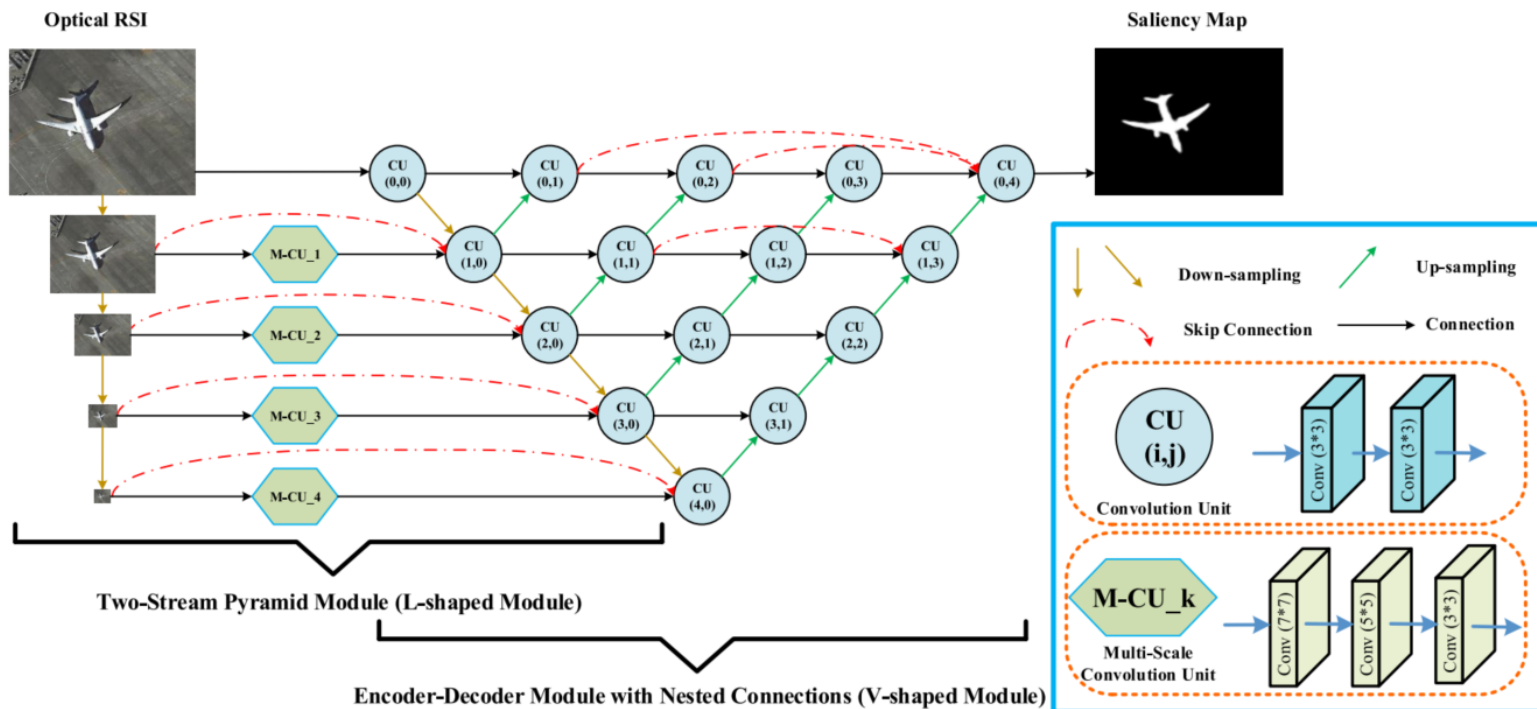 Optical RSI
Saliency Map
CU
(0,0)
CU
(0,1)
CU
(0,2)
CU
(0,3)
CU
(0,4)
M-CU_1
CU
(1,0)
CU
(1,1)
CU
(1,2)
CU
(1,3)
M-CU_2
CU
(2,0)
CU
(2,1)
CU
(2,2)
M-CU_3
CU
(3,0)
CU
(3,1)
M-CU_4
CU
(4,0)
Two-Stream Pyramid Module (L-shaped Module)
Encoder-Decoder Module with Nested Connections (V-shaped Module)
Down-sampling
Up-sampling
Skip Connection
Connection
CU
(i,j)
Convolution Unit
Conv (3*3)
Conv (3*3)
M-CU_k
Multi-Scale
Convolution Unit
Conv (7*7)
Conv (5*5)
Conv (3*3)